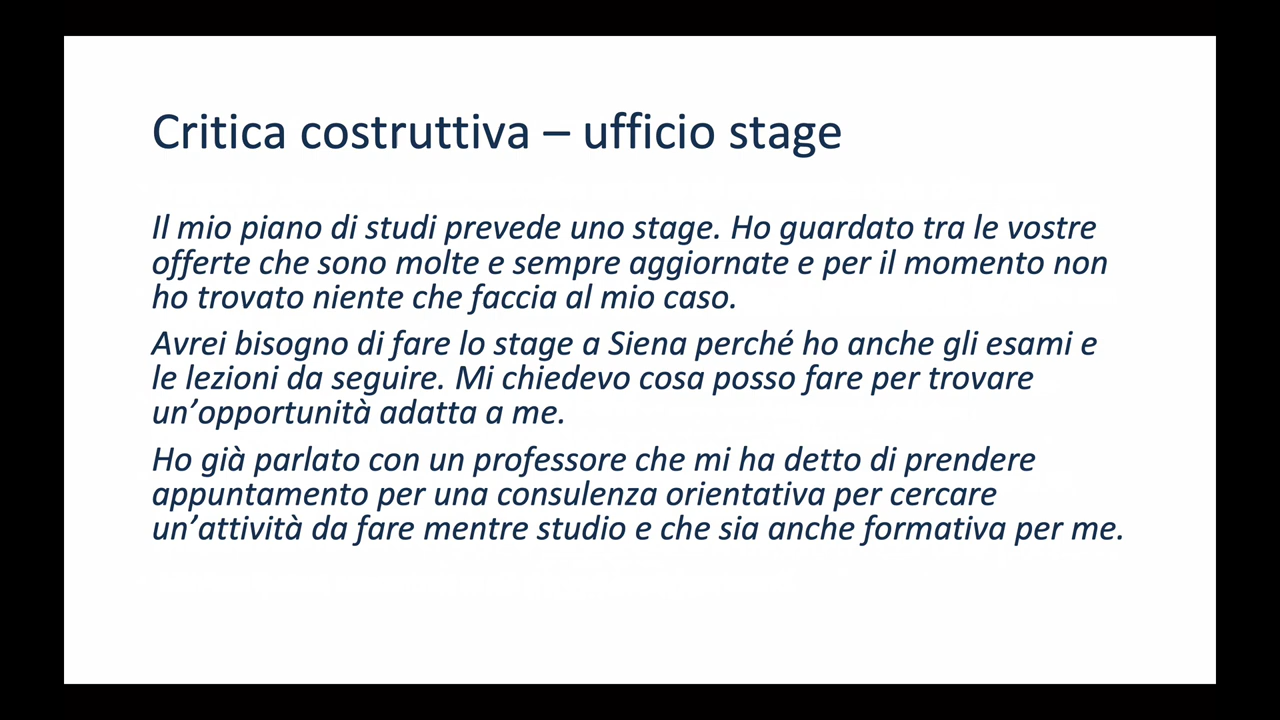 Critica costruttiva – ufficio stage
Il mio piano di studi prevede uno stage. Ho guardato tra le vostre
offerte che sono molte e sempre aggiornate e per il momento non
ho trovato niente che faccia al mio caso.
Avrei bisogno di fare lo stage a Siena perché ho anche gli esami e
le lezioni da seguire. Mi chiedevo cosa posso fare per trovare
un’opportunità adatta a me.
Ho già parlato con un professore che mi ha detto di prendere
appuntamento per una consulenza orientativa per cercare
un’attività da fare mentre studio e che sia anche formativa per me.